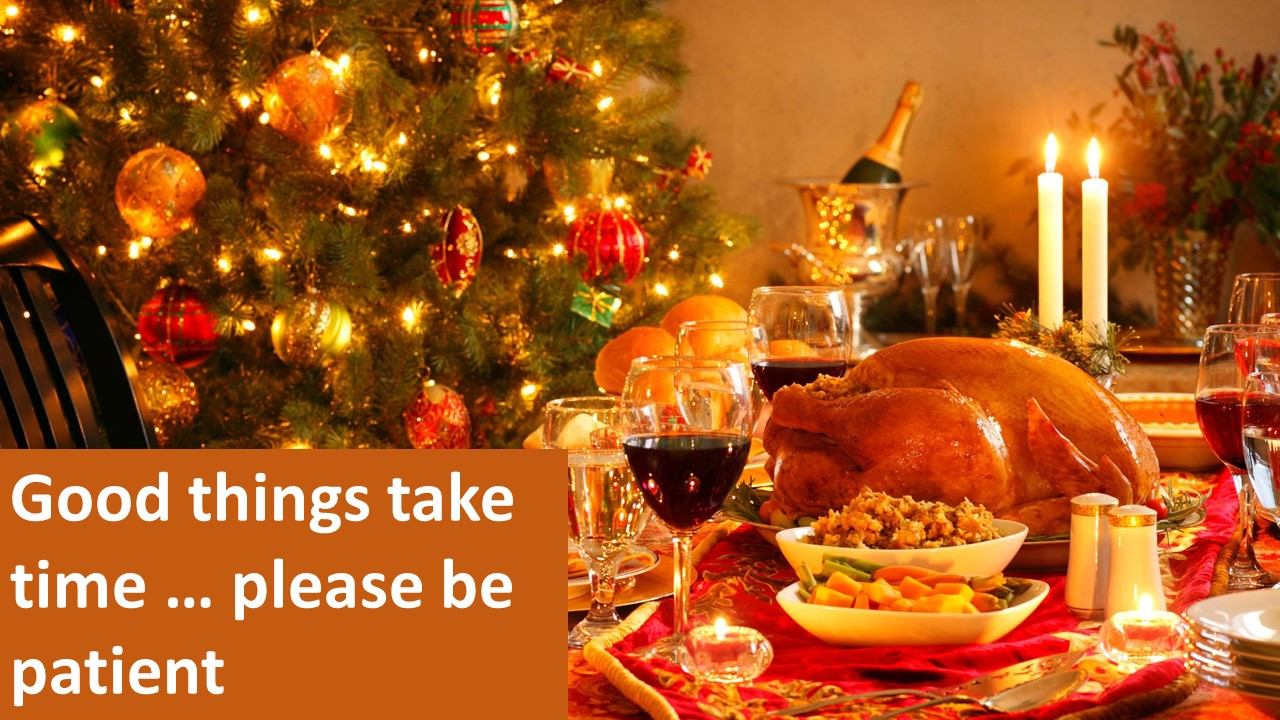 Good things take
time … please be
patient